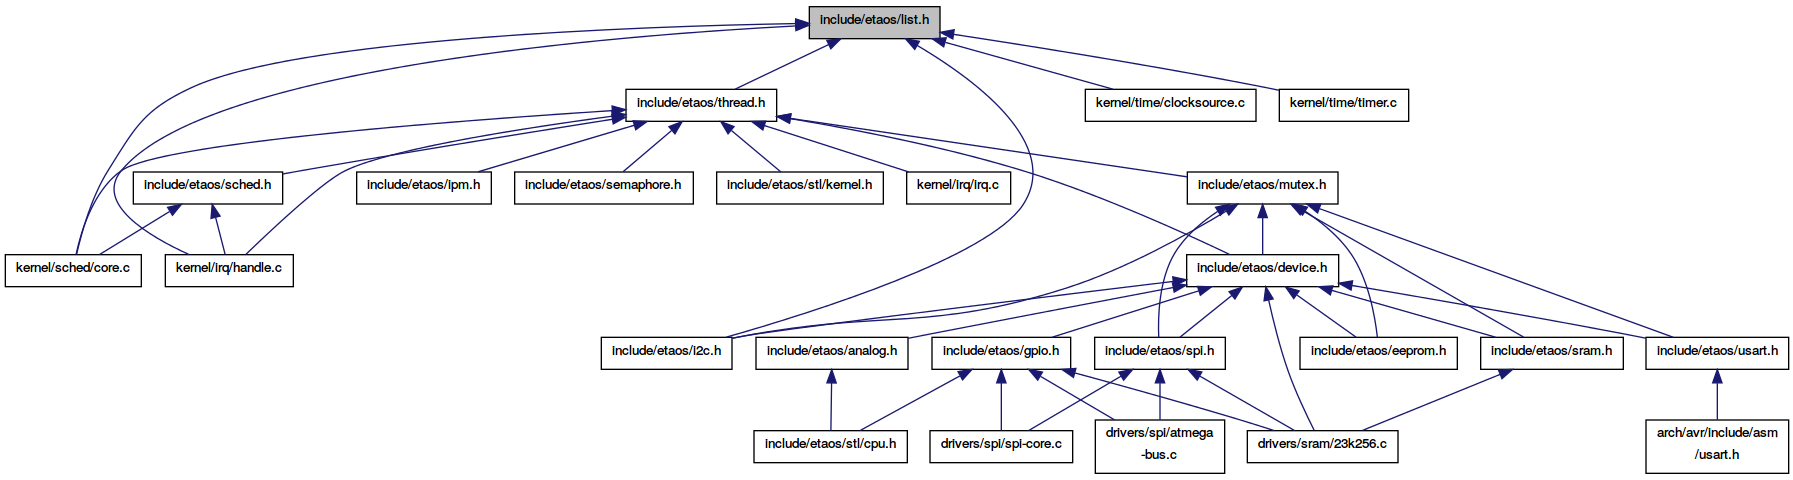 include/etaos/list.h
include/etaos/thread.h
kernel/time/clocksource.c
kernel/time/timer.c
include/etaos/sched.h
include/etaos/ipm.h
include/etaos/semaphore.h
include/etaos/stl/kernel.h
kernel/irq/irq.c
include/etaos/mutex.h
kernel/sched/core.c
kernel/irq/handle.c
include/etaos/device.h
include/etaos/i2c.h
include/etaos/analog.h
include/etaos/gpio.h
include/etaos/spi.h
include/etaos/eeprom.h
include/etaos/sram.h
include/etaos/usart.h
include/etaos/stl/cpu.h
drivers/spi/spi-core.c
drivers/spi/atmega
-bus.c
drivers/sram/23k256.c
arch/avr/include/asm
/usart.h